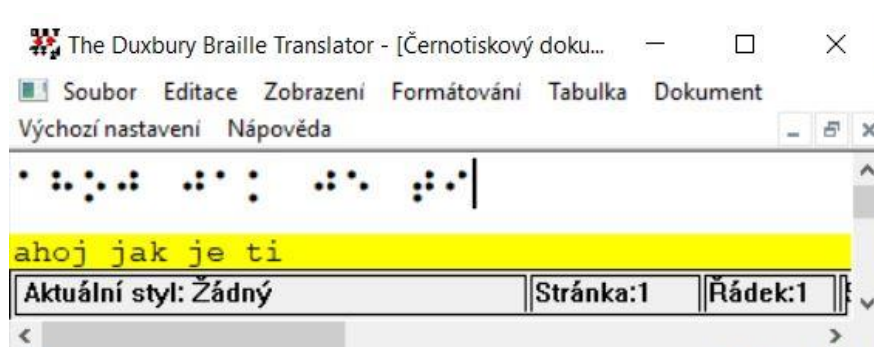 The Duxbury Braille Translator - [Černotiskový doku...
Soubor Editace Zobrazení Formátování Tabulka Dokument
Výchozí nastavení Nápověda
⠁⠓⠕⠚ ⠚⠁⠅ ⠚⠑ ⠞⠊
ahoj jak je ti
Aktuální styl: Žádný Stránka:1 Řádek:1